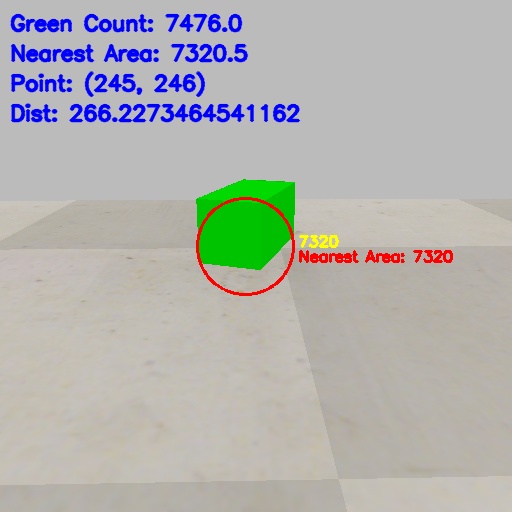 Green Count: 7476.0
Nearest Area: 7320.5
Point: (245, 246)
Dist: 266.2273464541162
7320
Nearest Area: 7320